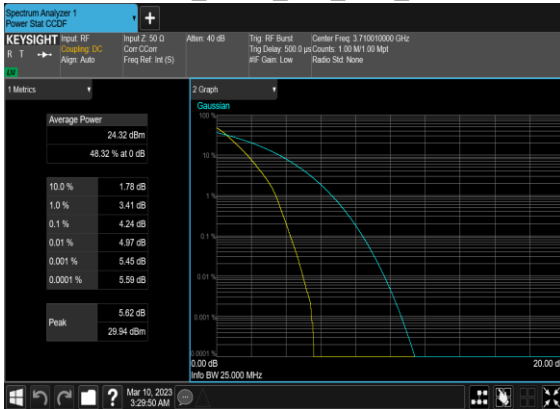 Spectrum Analyzer 1
Power Stat CCDF
+
KEYSIGHT
R T
Input: RF
Coupling: DC
Align: Auto
Input Z: 50 Ω
Corr CCorr
Freq Ref: Int (S)
Atten: 40 dB
Trig: RF Burst
Trig Delay: 500.0 µs
#IF Gain: Low
Center Freq: 3.710010000 GHz
Counts: 1.00 M/1.00 Mpt
Radio Std: None
1 Metrics
Average Power
24.32 dBm
48.32 % at 0 dB
10.0 % 1.78 dB
1.0 % 3.41 dB
0.1 % 4.24 dB
0.01 % 4.97 dB
0.001 % 5.45 dB
0.0001 % 5.59 dB
Peak
5.62 dB
29.94 dBm
2 Graph
Gaussian
100 %
10 %
1 %
0.1 %
0.01 %
0.001 %
0.0001 %
0.00 dB
20.00 d
Info BW 25.000 MHz
?
Mar 10, 2023
3:29:50 AM